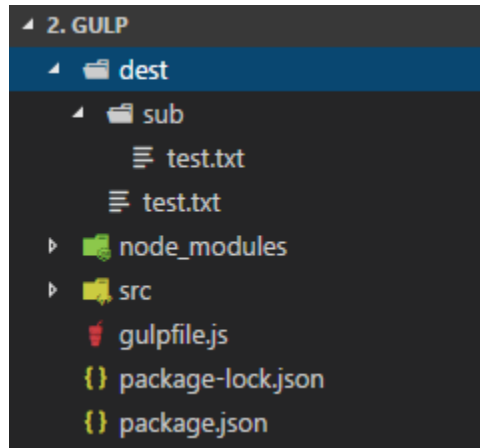 2. GULP
dest
sub
test.txt
test.txt
node_modules
src
gulpfile.js
package-lock.json
package.json